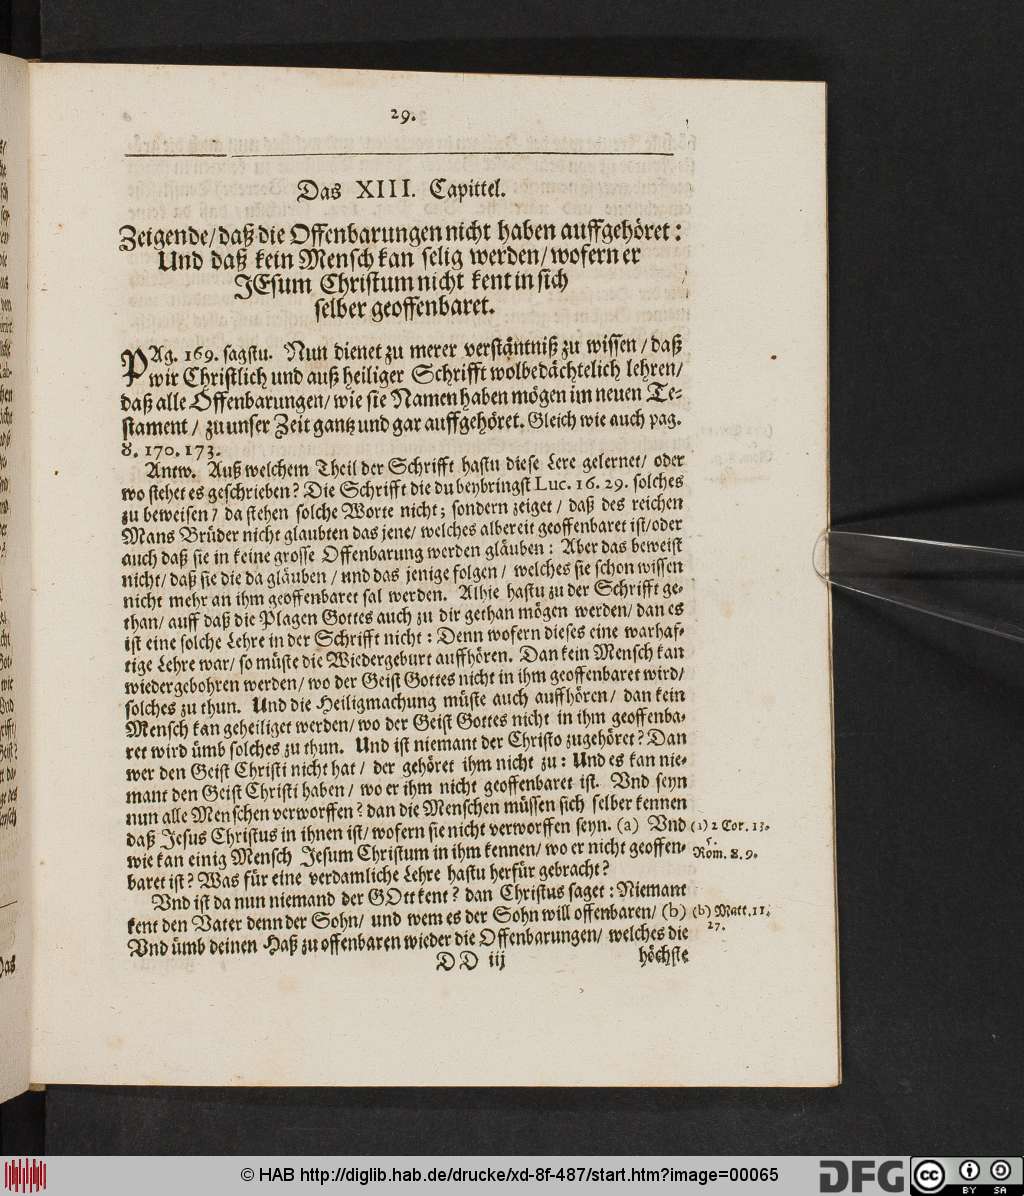 29.
Das XIII. Capittel.
Zeigende/ daß die Offenbarungen nicht haben auffgehöret:
Und daß kein Mensch kan selig werden/ wofern er
JEsum Christum nicht kent in sich
selber geoffenbaret.
PAg. 169. sagstu. Nun dienet zu merer verständtniß zu wissen/ daß
wir Christlich und auß heiliger Schrifft wolbedächtelich lehren/
daß alle Offenbarungen/ wie sie Namen haben mögen im neuen Te-
stament/ zu unser Zeit gantz und gar auffgehöret. Gleich wie auch pag.
8. 170. 173.
Antw. Auß welchem Theil der Schrifft hastu diese Lere gelernet/ oder
wo stehet es geschrieben? Die Schrifft die du beybringst Luc. 16. 29. solches
zu beweisen/ da stehen solche Worte nicht; sondern zeiget/ daß des reichen
Mans Brüder nicht glaubten das jene/ welches albereit geoffenbaret ist/ oder
auch daß sie in keine grosse Offenbarung werden gläuben: Aber das beweist
nicht/ daß sie die da gläuben/ und das jenige folgen/ welches sie schon wissen
nicht mehr an ihm geoffenbaret sal werden. Alhie hastu zu der Schrifft ge-
than/ auff daß die Plagen Gottes auch zu dir gethan mögen werden/ dan es
ist eine solche Lehre in der Schrifft nicht: Denn wofern dieses eine warhaf-
tige Lehre war/ so müste die Wiedergeburt auffhören. Dan kein Mensch kan
wiedergebohren werden/ wo der Geist Gottes nicht in ihm geoffenbaret wird/
solches zu thun. Und die Heiligmachung müste auch auffhören/ dan kein
Mensch kan geheiliget werden/ wo der Geist Gottes nicht in ihm geoffenba-
ret wird ümb solches zu thun. Und ist niemant der Christo zugehöret? Dan
wer den Geist Christi nicht hat/ der gehöret ihm nicht zu: Und es kan nie-
mant den Geist Christi haben/ wo er ihm nicht geoffenbaret ist. Vnd seyn
nun alle Menschen verworffen? dan die Menschen müssen sich selber kennen
daß Jesus Christus in ihnen ist/ wofern sie nicht verworffen seyn. (a) Vnd
(1) 2 Cor. 13.
5.
wie kan einig Mensch Jesum Christum in ihm kennen/ wo er nicht geoffen-
Röm. 8. 9.
baret ist? Was für eine verdamliche Lehre hastu herfür gebracht?
Vnd ist da nun niemand der GOtt kent? dan Christus saget: Niemant
kent den Vater denn der Sohn/ und wem es der Sohn will offenbaren/ (b)
(b) Matt. 11.
27.
Vnd ümb deinen Haß zu offenbaren wieder die Offenbarungen/ welches die
DD iij
höchste
© HAB http://diglib.hab.de/drucke/xd-8f-487/start.htm?image=00065
DFG
cc
BY SA